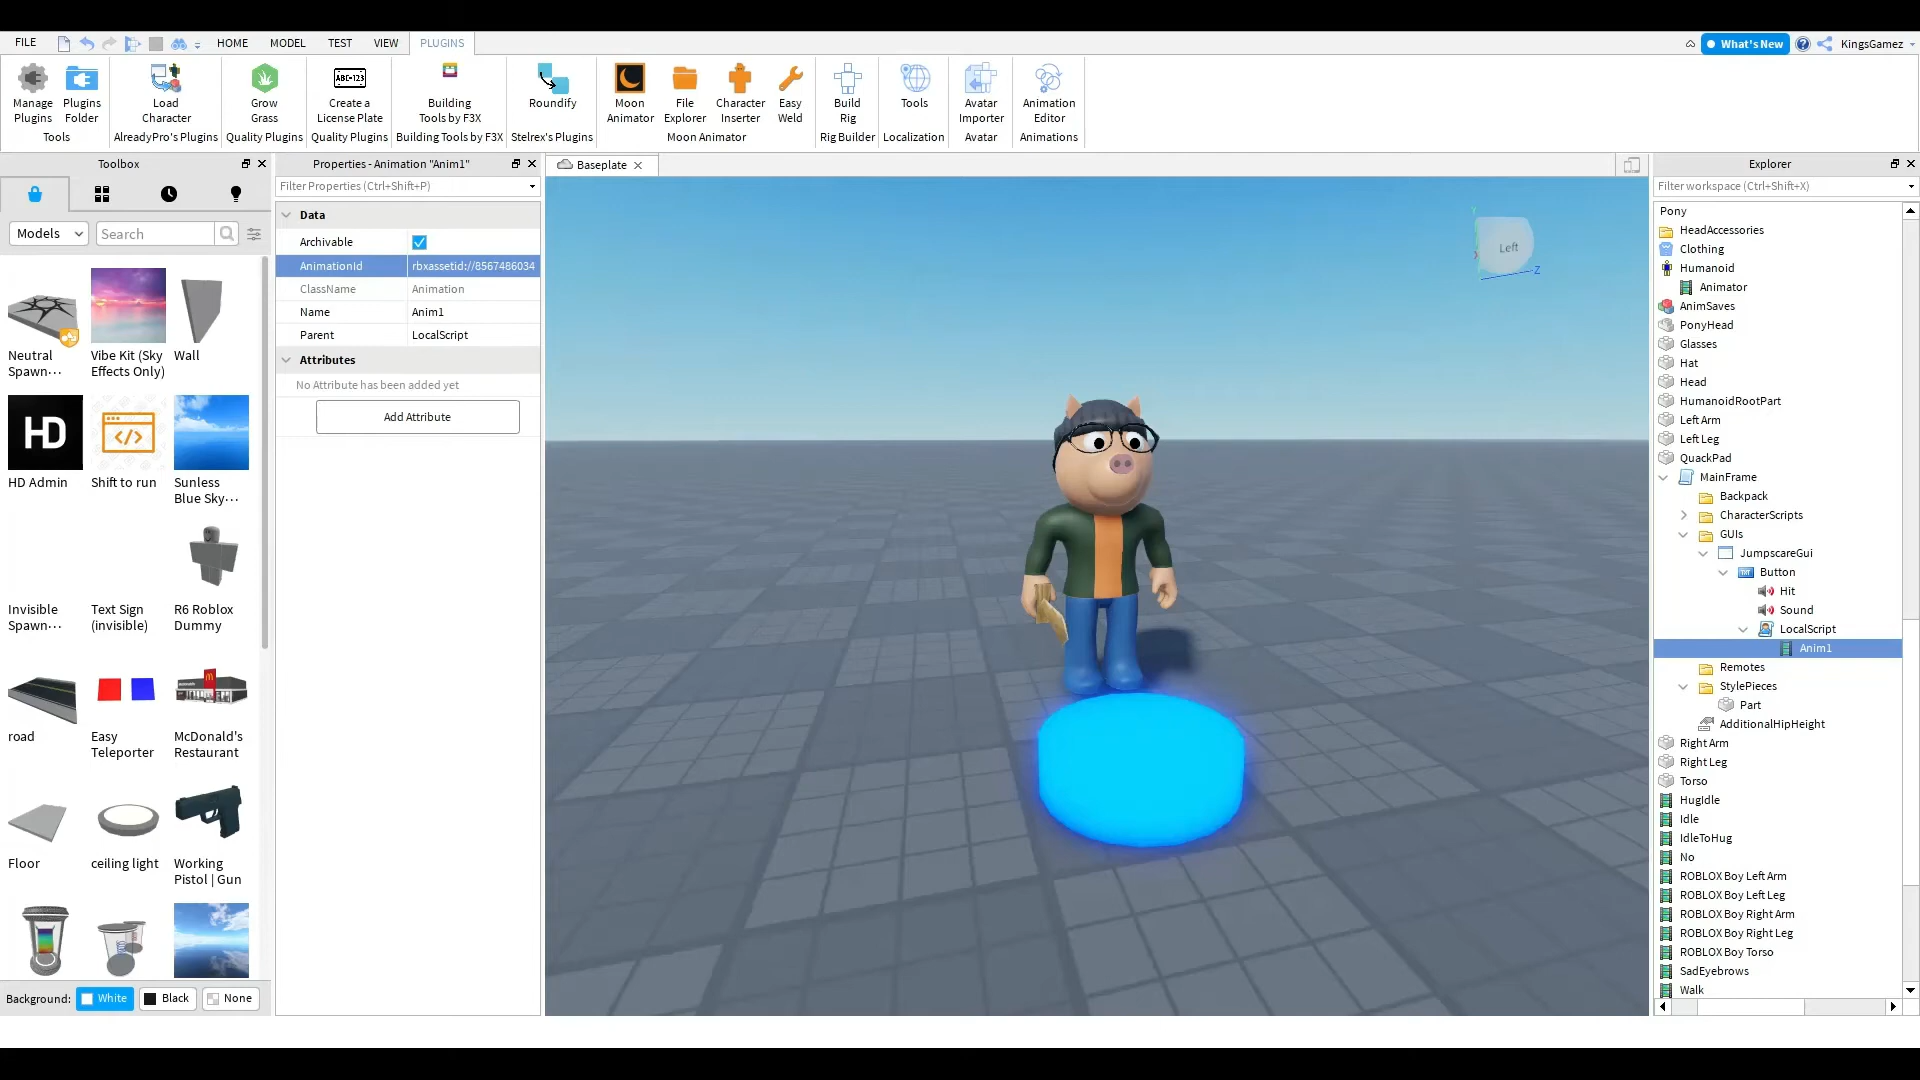 FILE HOME MODEL TEST VIEW PLUGINS What's New KingsGamez
Manage Plugins
Plugins Folder
Tools
Load Character
AlreadyPro's Plugins
Grow Grass
Quality Plugins
ABC-123
Create a License Plate
Quality Plugins
Building Tools by F3X
Building Tools by F3X
Roundify
Stelrex's Plugins
Moon Animator
File Explorer
Character Inserter
Easy Weld
Moon Animator
Build Rig
Rig Builder
Tools
Localization
Avatar Importer
Avatar
Animation Editor
Animations
Toolbox
Models
Search
Neutral Spawn...
Vibe Kit (Sky Effects Only)
Wall
HD
HD Admin
Shift to run
Sunless Blue Sky...
Invisible Spawn...
Text Sign (invisible)
R6 Roblox Dummy
road
Easy Teleporter
McDonald's Restaurant
Floor
ceiling light
Working Pistol | Gun
Background: White Black None
Properties - Animation "Anim1"
Filter Properties (Ctrl+Shift+P)
Data
Archivable
AnimationId rbxassetid://8567486034
ClassName Animation
Name Anim1
Parent LocalScript
Attributes
No Attribute has been added yet
Add Attribute
Baseplate
Y
Left
X
Z
Explorer
Filter workspace (Ctrl+Shift+X)
Pony
HeadAccessories
Clothing
Humanoid
Animator
AnimSaves
PonyHead
Glasses
Hat
Head
HumanoidRootPart
Left Arm
Left Leg
QuackPad
MainFrame
Backpack
CharacterScripts
GUIs
JumpscareGui
TXT Button
Hit
Sound
LocalScript
Anim1
Remotes
StylePieces
Part
AdditionalHipHeight
Right Arm
Right Leg
Torso
HugIdle
Idle
IdleToHug
No
ROBLOX Boy Left Arm
ROBLOX Boy Left Leg
ROBLOX Boy Right Arm
ROBLOX Boy Right Leg
ROBLOX Boy Torso
SadEyebrows
Walk